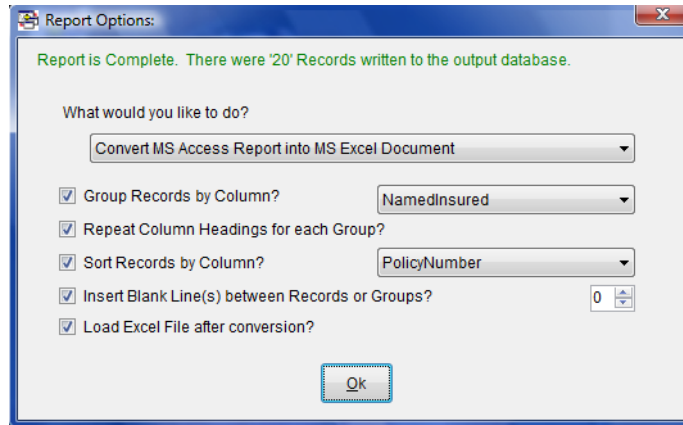 Report Options:
Report is Complete. There were '20' Records written to the output database.
What would you like to do?
Convert MS Access Report into MS Excel Document
Group Records by Column? NamedInsured
Repeat Column Headings for each Group?
Sort Records by Column? PolicyNumber
Insert Blank Line(s) between Records or Groups? 0
Load Excel File after conversion?
Ok